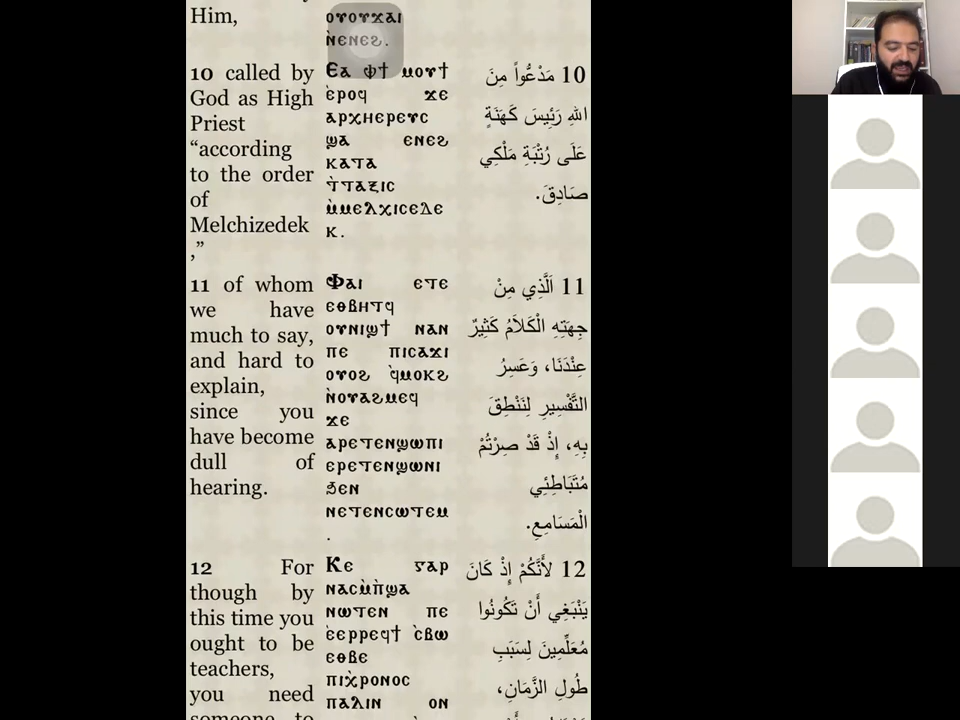 Him,
10 called by
God as High
Priest
“according
to the order
of
Melchizedek
,”
11 of whom
we have
much to say,
and hard to
explain,
since you
have become
dull of
hearing.
12 For
though by
this time you
ought to be
teachers,
you need
someone to
ⲟⲩⲟⲩϫⲁⲓ
ⲛ̀ⲉⲛⲉϩ.
Ⲉⲁ ⲫϯ ⲙⲟⲩϯ
ⲉ̀ⲣⲟϥ ϫⲉ
ⲁⲣⲭⲏⲉⲣⲉⲩⲥ
ϣⲁ ⲉⲛⲉϩ
ⲕⲁⲧⲁ
ⲧ̀ⲧⲁⲝⲓⲥ
ⲙ̀ⲙⲉⲗⲭⲓⲥⲉⲇⲉ
ⲕ.
Ⲫⲁⲓ ⲉⲧⲉ
ⲉⲑⲃⲏⲧϥ
ⲟⲩⲛⲓϣϯ ⲛⲁⲛ
ⲡⲉ ⲡⲓⲥⲁϫⲓ
ⲟⲩⲟϩ ϥ̀ⲙⲟⲕϩ
ⲛ̀ⲟⲩⲁϩⲙⲉϥ
ϫⲉ
ⲁⲣⲉⲧⲉⲛϣⲱⲡⲓ
ⲉⲣⲉⲧⲉⲛϣⲱⲛⲓ
ϧⲉⲛ
ⲛⲉⲧⲉⲛⲥⲱⲧⲉⲙ
.
Ⲕⲉ ⲅⲁⲣ
ⲛⲁⲥⲙ̀ⲡ̀ϣⲁ
ⲛⲱⲧⲉⲛ ⲡⲉ
ⲉ̀ⲉⲣⲣⲉϥϯ ⲥ̀ⲃⲱ
ⲉⲑⲃⲉ
ⲡⲓⲭ̀ⲣⲟⲛⲟⲥ
ⲡⲁⲗⲓⲛ ⲟⲛ
10 مَدْعُوّاً مِنَ
اللهِ رَئِيسَ كَهَنَةٍ
عَلَى رُتْبَةِ مَلْكِي
صَادِقَ.
11 اَلَّذِي مِنْ
جِهَتِهِ الْكَلاَمُ كَثِيرٌ
عِنْدَنَا، وَعَسِرُ
التَّفْسِيرِ لِنَنْطِقَ
بِهِ، إِذْ قَدْ صِرْتُمْ
مُتَبَاطِئِي
الْمَسَامِعِ.
12 لأَنَّكُمْ إِذْ كَانَ
يَنْبَغِي أَنْ تَكُونُوا
مُعَلِّمِينَ لِسَبَبِ
طُولِ الزَّمَانِ،